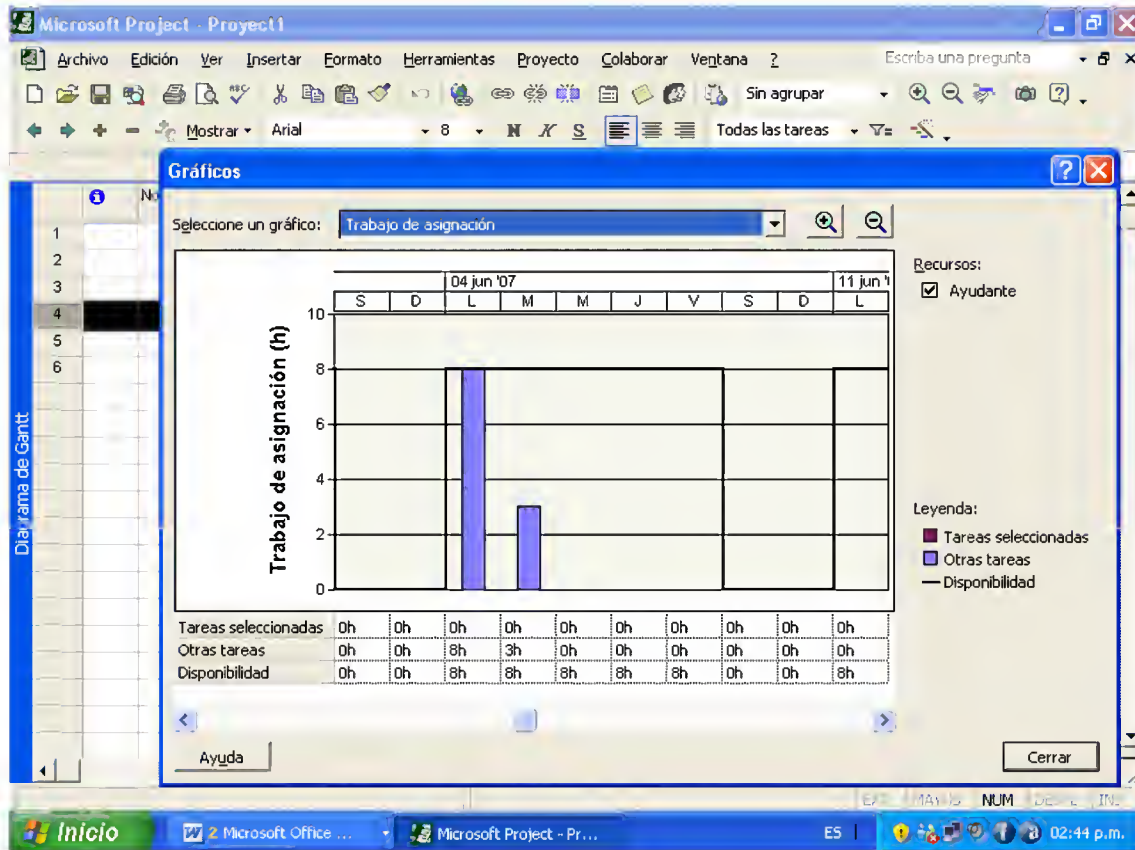 Microsoft Project - Proyect1
Archivo Edición Ver Insertar Formato Herramientas Proyecto Colaborar Ventana ? Escriba una pregunta
Sin agrupar
Mostrar Arial 8 N K S Todas las tareas
Gráficos
Seleccione un gráfico: Trabajo de asignación
Recursos:
Ayudante
04 jun '07 11 jun '
S D L M M J V S D L
Trabajo de asignación (h)
10
8
6
4
2
0
Leyenda:
Tareas seleccionadas
Otras tareas
Disponibilidad
Tareas seleccionadas 0h 0h 0h 0h 0h 0h 0h 0h 0h 0h
Otras tareas 0h 0h 8h 3h 0h 0h 0h 0h 0h 0h
Disponibilidad 0h 0h 8h 8h 8h 8h 8h 0h 0h 8h
Ayuda Cerrar
No
1
2
3
4
5
6
Diagrama de Gantt
NUM
Inicio 2 Microsoft Office ... Microsoft Project - Pr... ES 02:44 p.m.